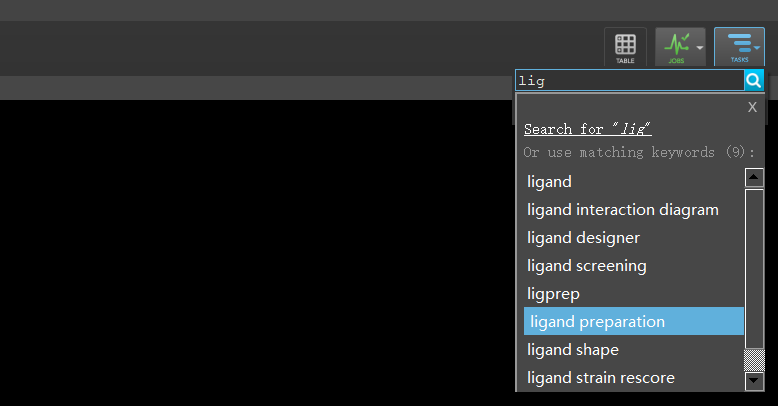 TABLE
JOBS
TASKS
lig
X
Search for "lig"
Or use matching keywords (9):
ligand
ligand interaction diagram
ligand designer
ligand screening
ligprep
ligand preparation
ligand shape
ligand strain rescore